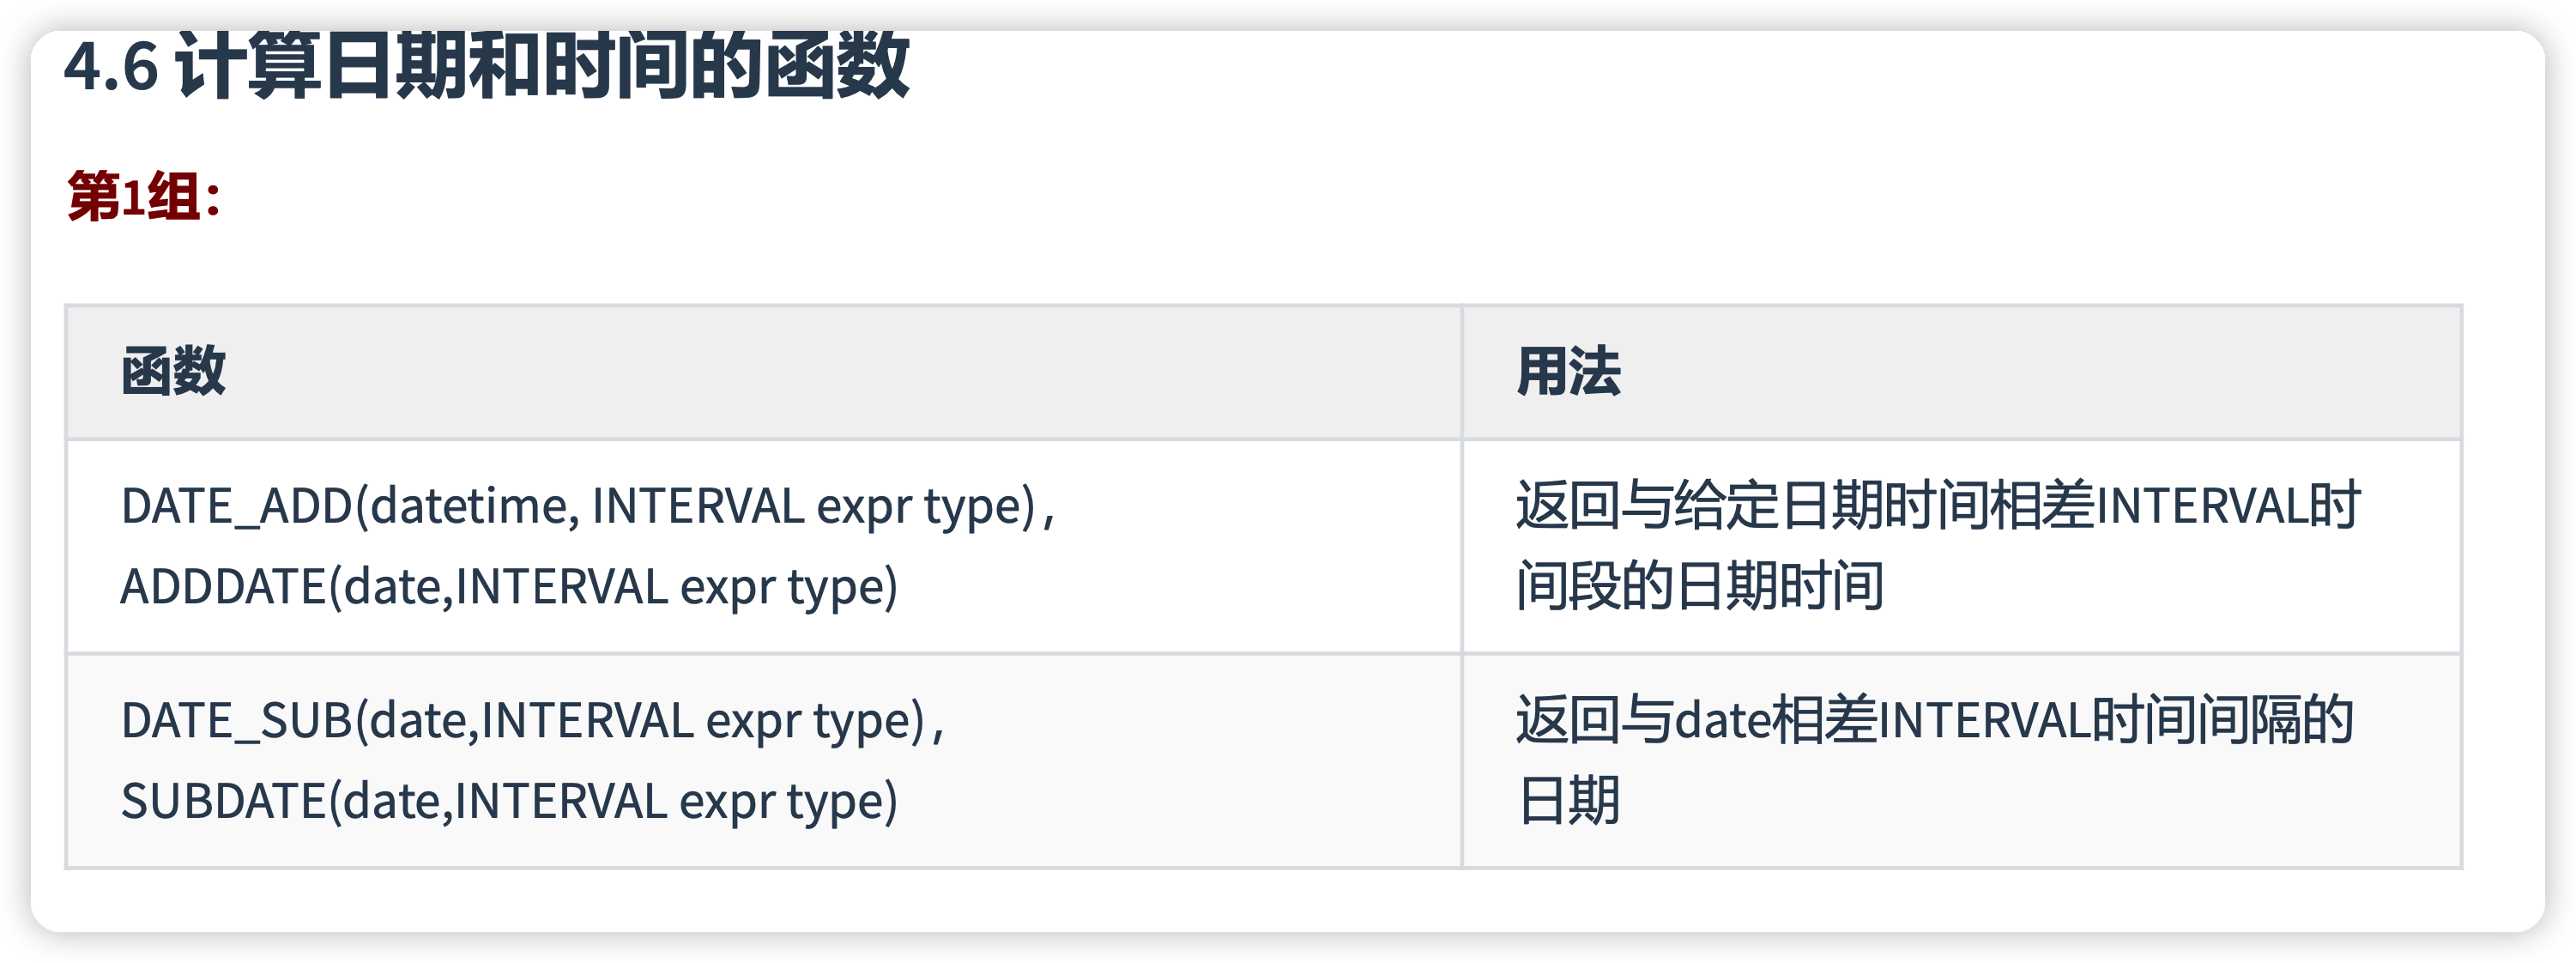 4.6 计算日期和时间的函数
第1组：
函数
用法
DATE_ADD(datetime, INTERVAL expr type)，
ADDDATE(date,INTERVAL expr type)
返回与给定日期时间相差INTERVAL时
间段的日期时间
DATE_SUB(date,INTERVAL expr type)，
SUBDATE(date,INTERVAL expr type)
返回与date相差INTERVAL时间间隔的
日期